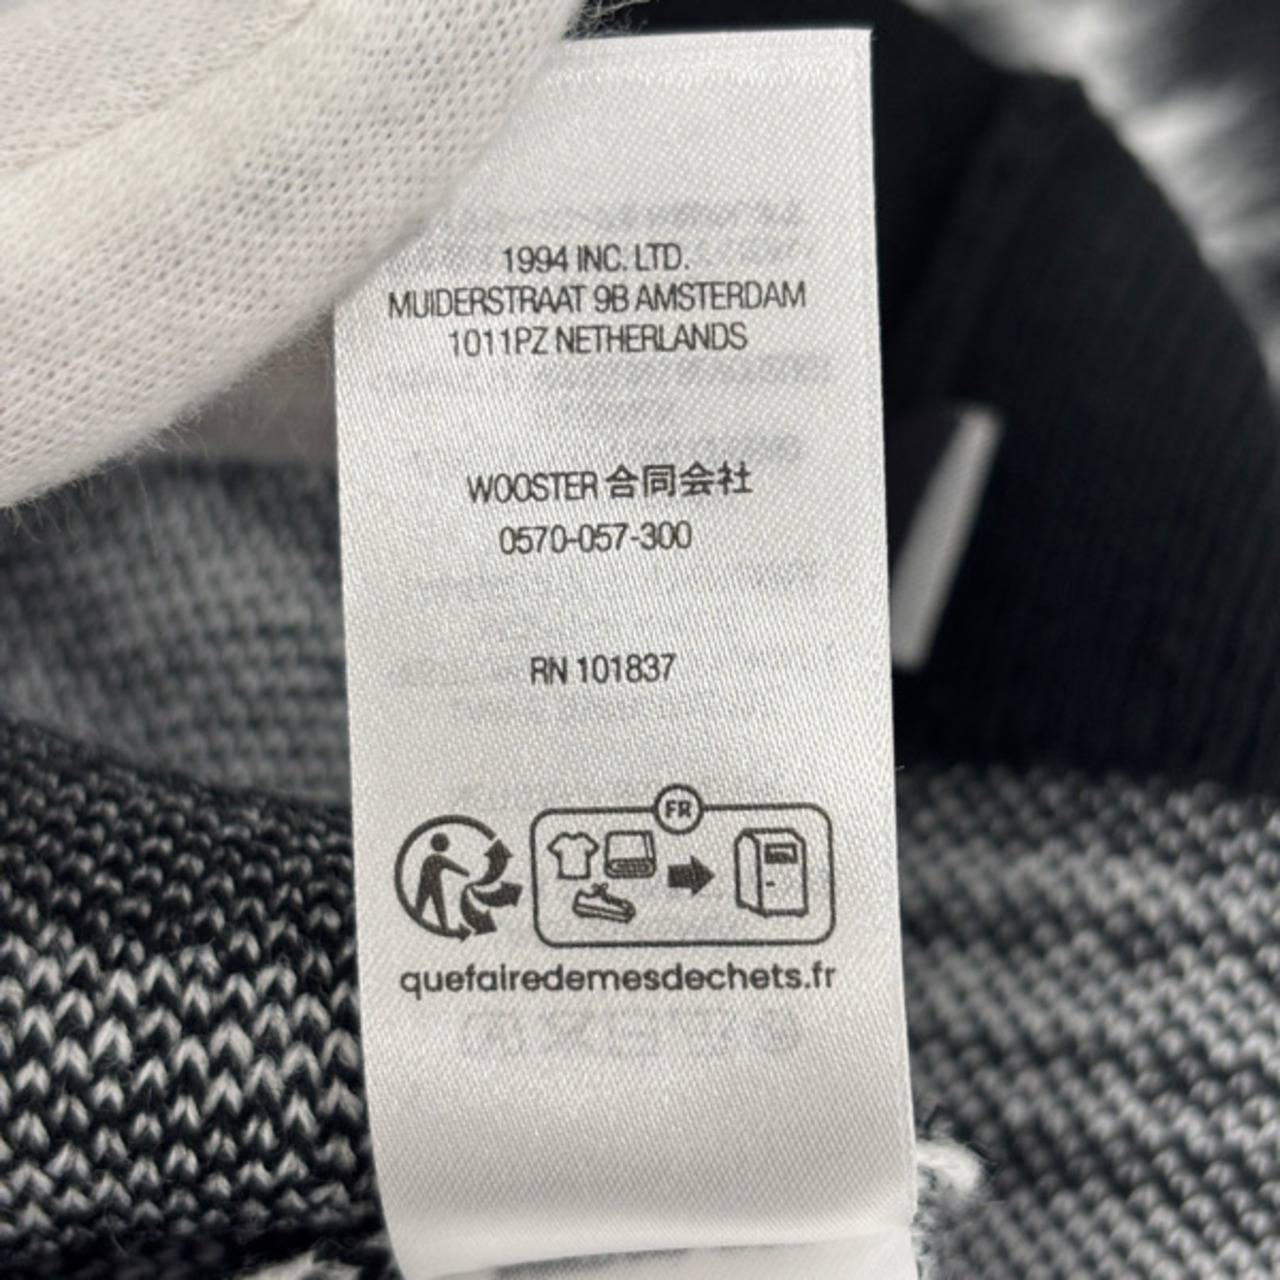 1994 INC. LTD.
MUIDERSTRAAT 9B AMSTERDAM
1011PZ NETHERLANDS
WOOSTER 合同会社
0570-057-300
RN 101837
FR
quefairedemesdechets.fr